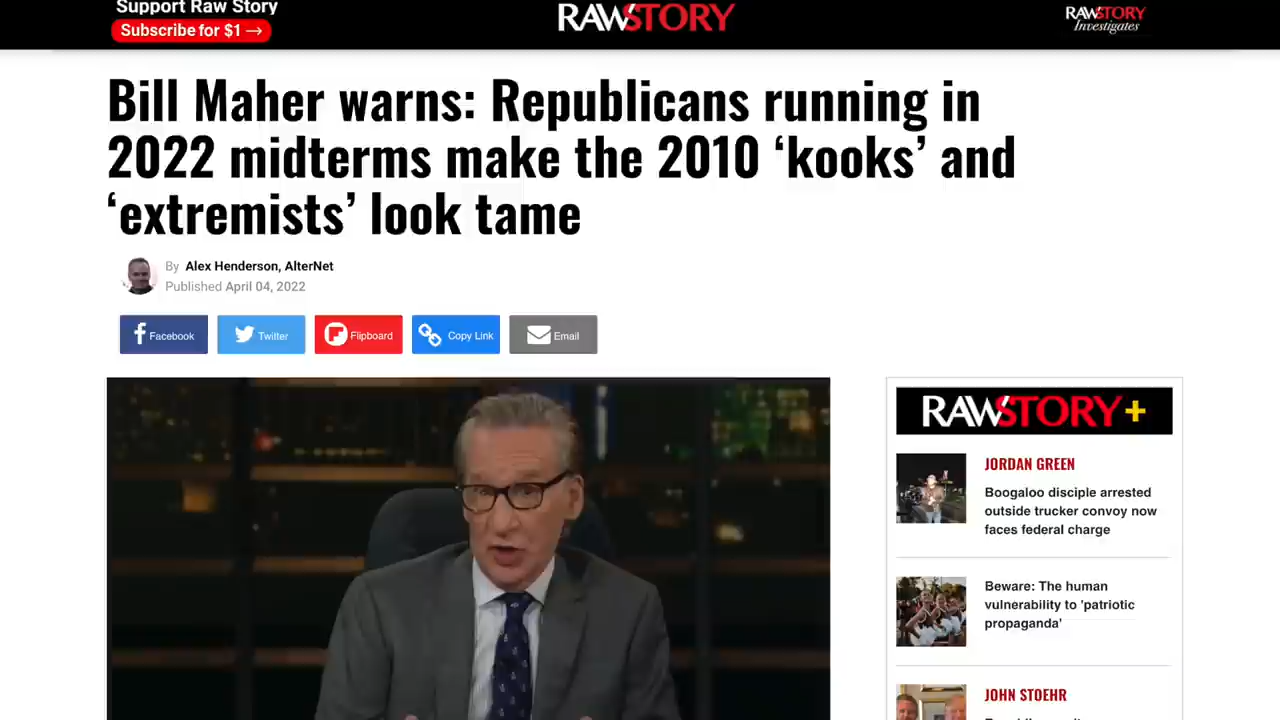 Support Raw Story
Subscribe for $1 →
RAWSTORY
RAWSTORY
Investigates
Bill Maher warns: Republicans running in
2022 midterms make the 2010 ‘kooks’ and
‘extremists’ look tame
By Alex Henderson, AlterNet
Published April 04, 2022
Facebook
Twitter
Flipboard
Copy Link
Email
RAWSTORY+
JORDAN GREEN
Boogaloo disciple arrested
outside trucker convoy now
faces federal charge
Beware: The human
vulnerability to 'patriotic
propaganda'
JOHN STOEHR